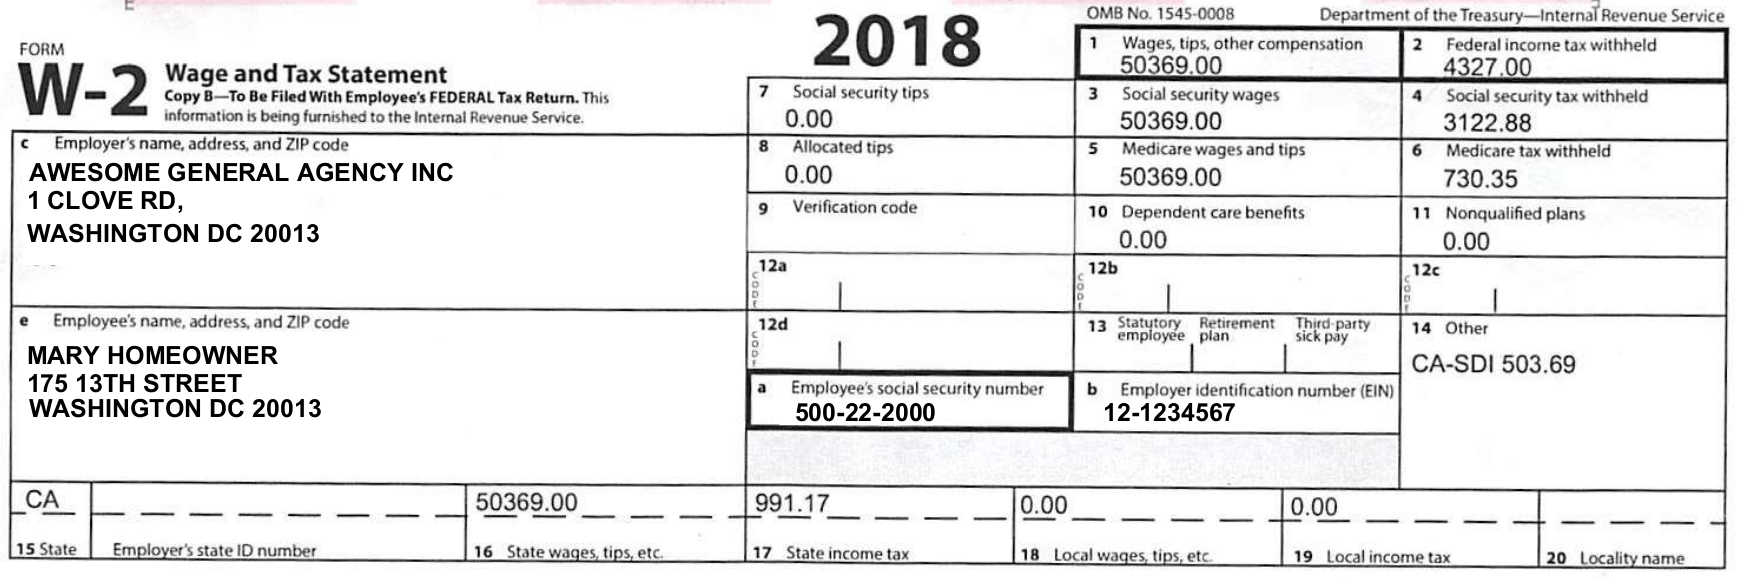 OMB No. 1545-0008 Department of the Treasury—Internal Revenue Service
FORM
W-2 Wage and Tax Statement
Copy B—To Be Filed With Employee's FEDERAL Tax Return. This
information is being furnished to the Internal Revenue Service.
2018
1 Wages, tips, other compensation
50369.00
2 Federal income tax withheld
4327.00
7 Social security tips
0.00
3 Social security wages
50369.00
4 Social security tax withheld
3122.88
c Employer's name, address, and ZIP code
AWESOME GENERAL AGENCY INC
1 CLOVE RD,
WASHINGTON DC 20013
8 Allocated tips
0.00
5 Medicare wages and tips
50369.00
6 Medicare tax withheld
730.35
9 Verification code
10 Dependent care benefits
0.00
11 Nonqualified plans
0.00
12a
CODE
12b
CODE
12c
CODE
e Employee's name, address, and ZIP code
MARY HOMEOWNER
175 13TH STREET
WASHINGTON DC 20013
12d
CODE
13 Statutory employee Retirement plan Third-party sick pay
14 Other
CA-SDI 503.69
a Employee's social security number
500-22-2000
b Employer identification number (EIN)
12-1234567
CA 50369.00 991.17 0.00 0.00
15 State Employer's state ID number 16 State wages, tips, etc. 17 State income tax 18 Local wages, tips, etc. 19 Local income tax 20 Locality name